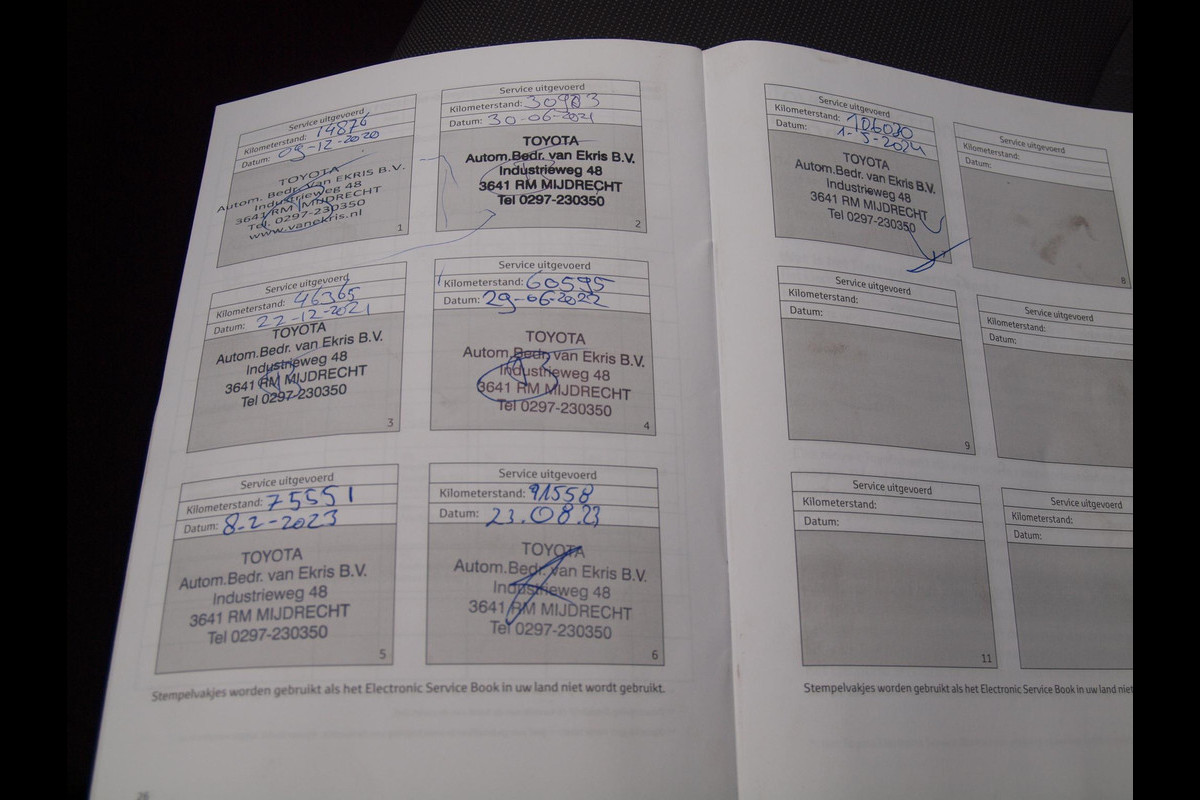 Service uitgevoerd
Kilometerstand: 14876
Datum: 09-12-2020
TOYOTA
Autom. Bedr. van EKRIS B.V.
Industrieweg 48
3641 RM MIJDRECHT
Tel. 0297-230350
www.vanekris.nl
1
Service uitgevoerd
Kilometerstand: 30983
Datum: 30-06-2021
TOYOTA
Autom.Bedr. van Ekris B.V.
Industrieweg 48
3641 RM MIJDRECHT
Tel 0297-230350
2
Service uitgevoerd
Kilometerstand: 46365
Datum: 22-12-2021
TOYOTA
Autom.Bedr. van Ekris B.V.
Industrieweg 48
3641 RM MIJDRECHT
Tel 0297-230350
3
Service uitgevoerd
Kilometerstand: 60595
Datum: 29-06-2022
TOYOTA
Autom.Bedr. van Ekris B.V.
Industrieweg 48
3641 RM MIJDRECHT
Tel 0297-230350
4
Service uitgevoerd
Kilometerstand: 75551
Datum: 8-2-2023
TOYOTA
Autom.Bedr. van Ekris B.V.
Industrieweg 48
3641 RM MIJDRECHT
Tel 0297-230350
5
Service uitgevoerd
Kilometerstand: 91558
Datum: 23.08.23
TOYOTA
Autom.Bedr. van Ekris B.V.
Industrieweg 48
3641 RM MIJDRECHT
Tel 0297-230350
6
Stempelvakjes worden gebruikt als het Electronic Service Book in uw land niet wordt gebruikt.
26
Service uitgevoerd
Kilometerstand: 106030
Datum: 1-5-2024
TOYOTA
Autom.Bedr. van Ekris B.V.
Industrieweg 48
3641 RM MIJDRECHT
Tel 0297-230350
Service uitgevoerd
Kilometerstand:
Datum:
8
Service uitgevoerd
Kilometerstand:
Datum:
9
Service uitgevoerd
Kilometerstand:
Datum:
Service uitgevoerd
Kilometerstand:
Datum:
11
Service uitgevoerd
Kilometerstand:
Datum:
Stempelvakjes worden gebruikt als het Electronic Service Book in uw land niet